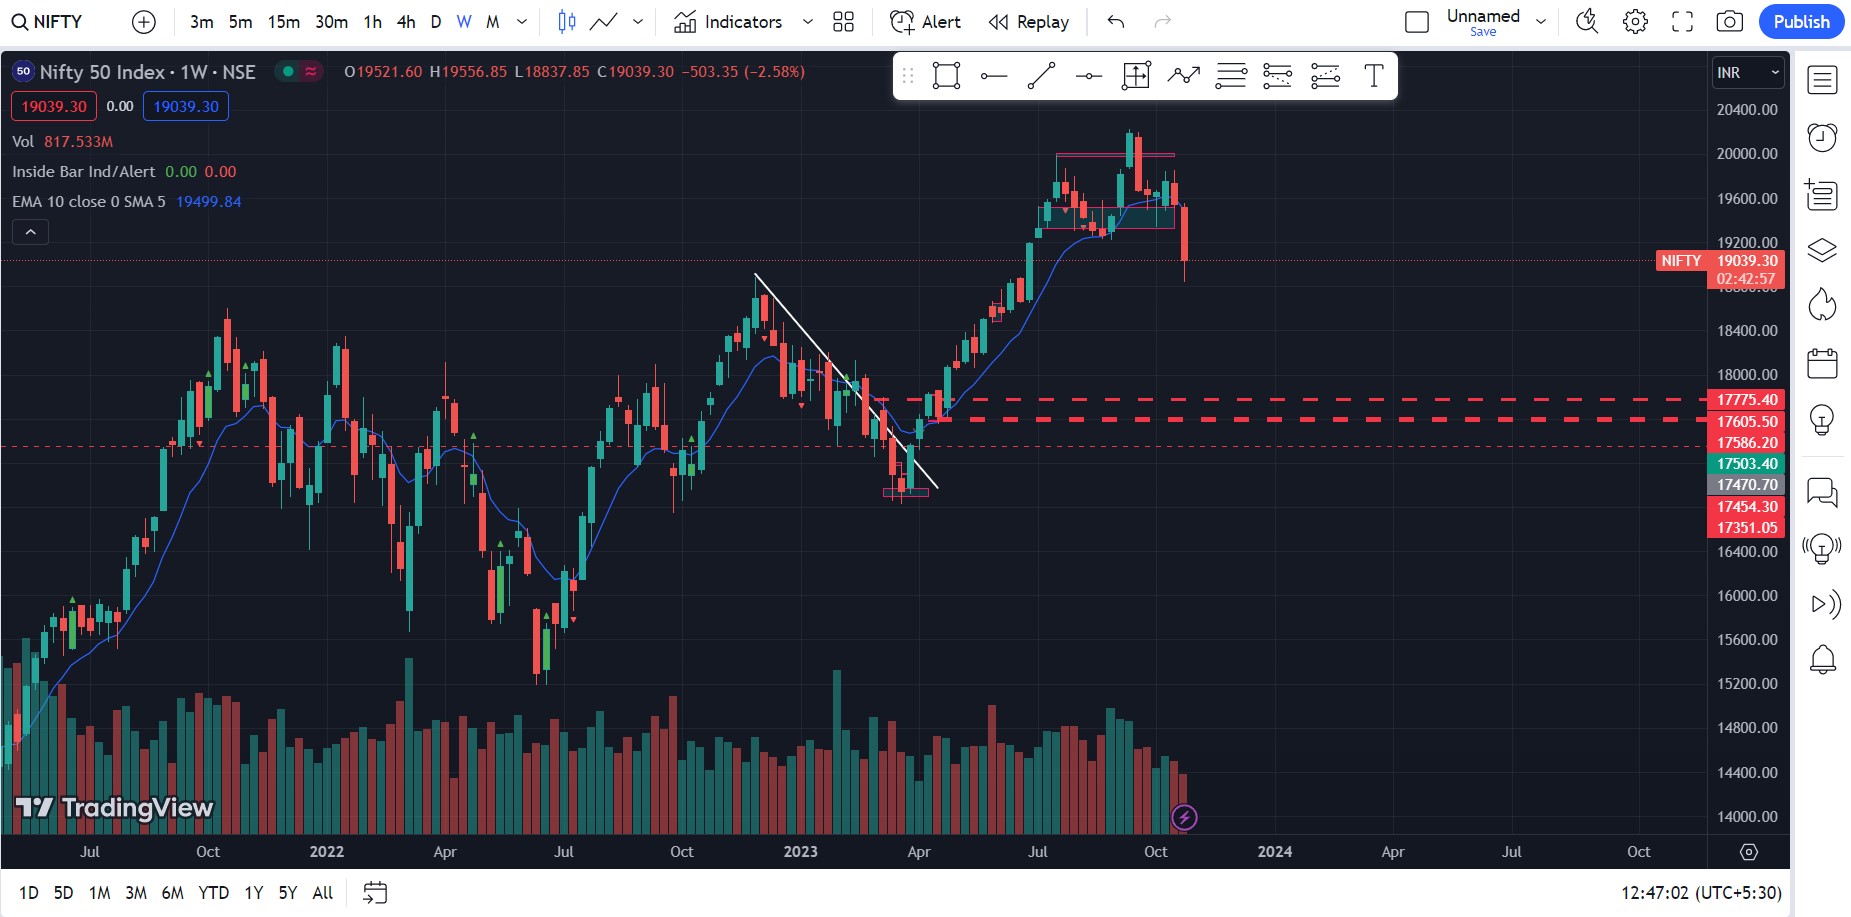 NIFTY 3m 5m 15m 30m 1h 4h D W M Indicators Alert Replay Unnamed Save Publish
50 Nifty 50 Index · 1W · NSE O19521.60 H19556.85 L18837.85 C19039.30 −503.35 (−2.58%)
INR
19039.30 0.00 19039.30
Vol 817.533M
Inside Bar Ind/Alert 0.00 0.00
EMA 10 close 0 SMA 5 19499.84
T
20400.00
20000.00
19600.00
19200.00
NIFTY 19039.30
02:42:57
18800.00
18400.00
18000.00
17775.40
17605.50
17586.20
17503.40
17470.70
17454.30
17351.05
16400.00
16000.00
15600.00
15200.00
14800.00
14400.00
14000.00
TradingView
Jul Oct 2022 Apr Jul Oct 2023 Apr Jul Oct 2024 Apr Jul Oct
1D 5D 1M 3M 6M YTD 1Y 5Y All 12:47:02 (UTC+5:30)